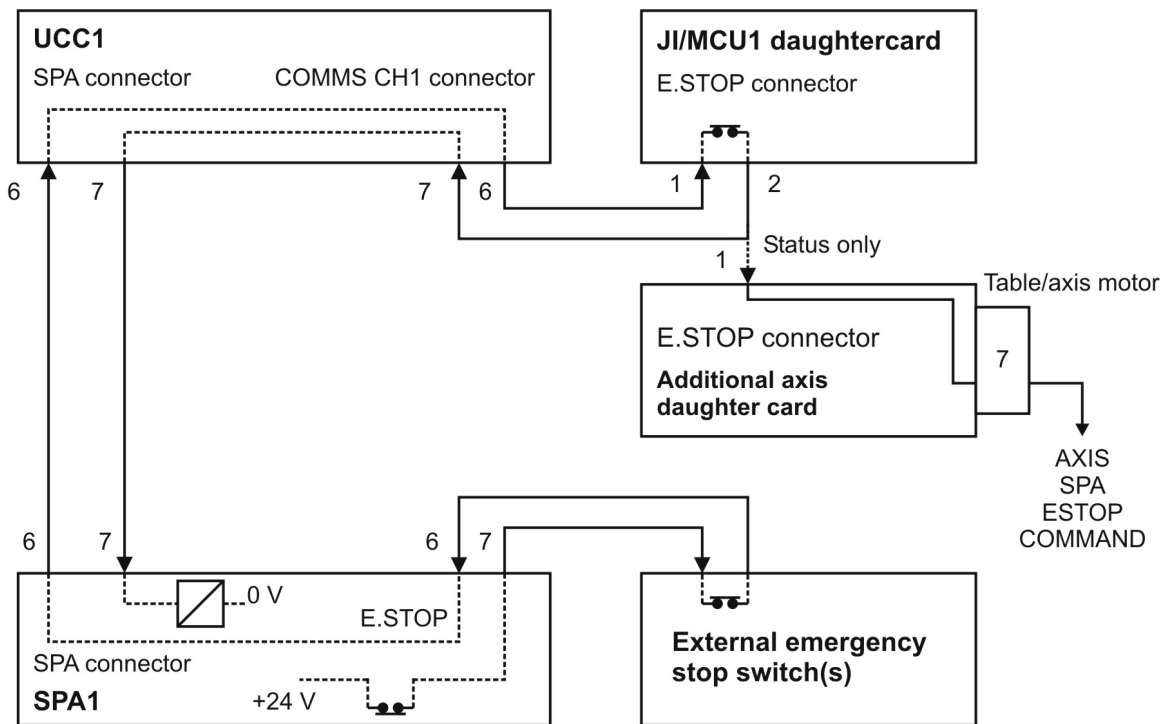 UCC1
SPA connector
COMMS CH1 connector
6
7
7
6
JI/MCU1 daughtercard
E.STOP connector
1
2
Status only
1
Table/axis motor
E.STOP connector
7
Additional axis
daughter card
AXIS
SPA
ESTOP
COMMAND
6
7
6
7
0 V
E.STOP
SPA connector
SPA1
+24 V
External emergency
stop switch(s)